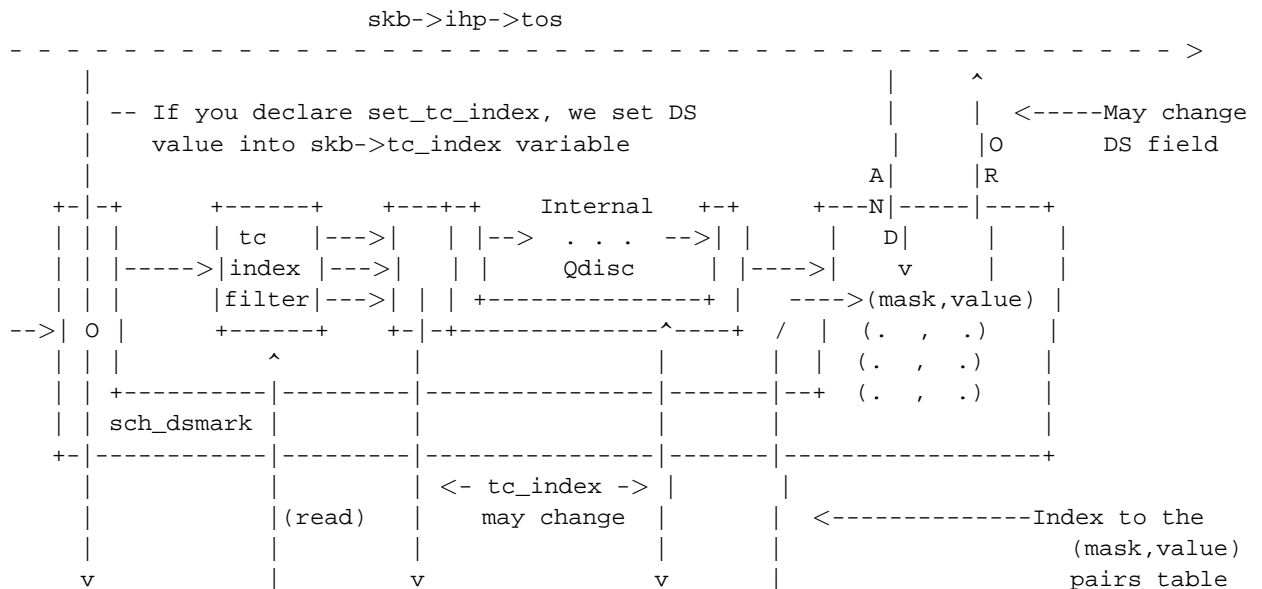 skb->ihp->tos
- - - - - - - - - - - - - - - - - - - - - - - - - - - - - - - - - - - - - - - - - >
| | ^
| -- If you declare set_tc_index, we set DS | | <-----May change
| value into skb->tc_index variable | |O DS field
| A| |R
+-|-+ +------+ +---+-+ Internal +-+ +---N|-----|----+
| | | | tc |--->| | |--> . . . -->| | | D| | |
| | |----->|index |--->| | | Qdisc | |---->| v | |
| | | |filter|--->| | | +---------------+ | ---->(mask,value) |
-->| O | +------+ +-|-+--------------^----+ / | (. , .) |
| | | ^ | | | | (. , .) |
| | +----------|---------|----------------|-------|--+ (. , .) |
| | sch_dsmark | | | | |
+-|------------|---------|----------------|-------|------------------+
| | | <- tc_index -> | |
| |(read) | may change | | <--------------Index to the
| | | | | (mask,value)
v | v v | pairs table